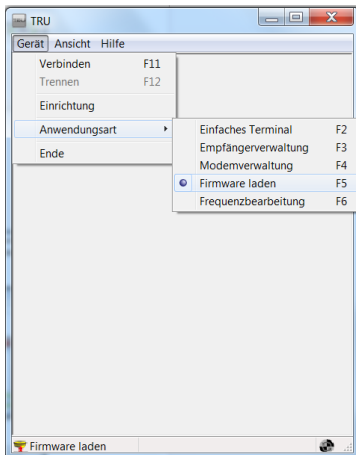 TRU
Gerät Ansicht Hilfe
Verbinden F11
Trennen F12
Einrichtung
Anwendungsart
Ende
Einfaches Terminal F2
Empfängerverwaltung F3
Modemverwaltung F4
Firmware laden F5
Frequenzbearbeitung F6
Firmware laden